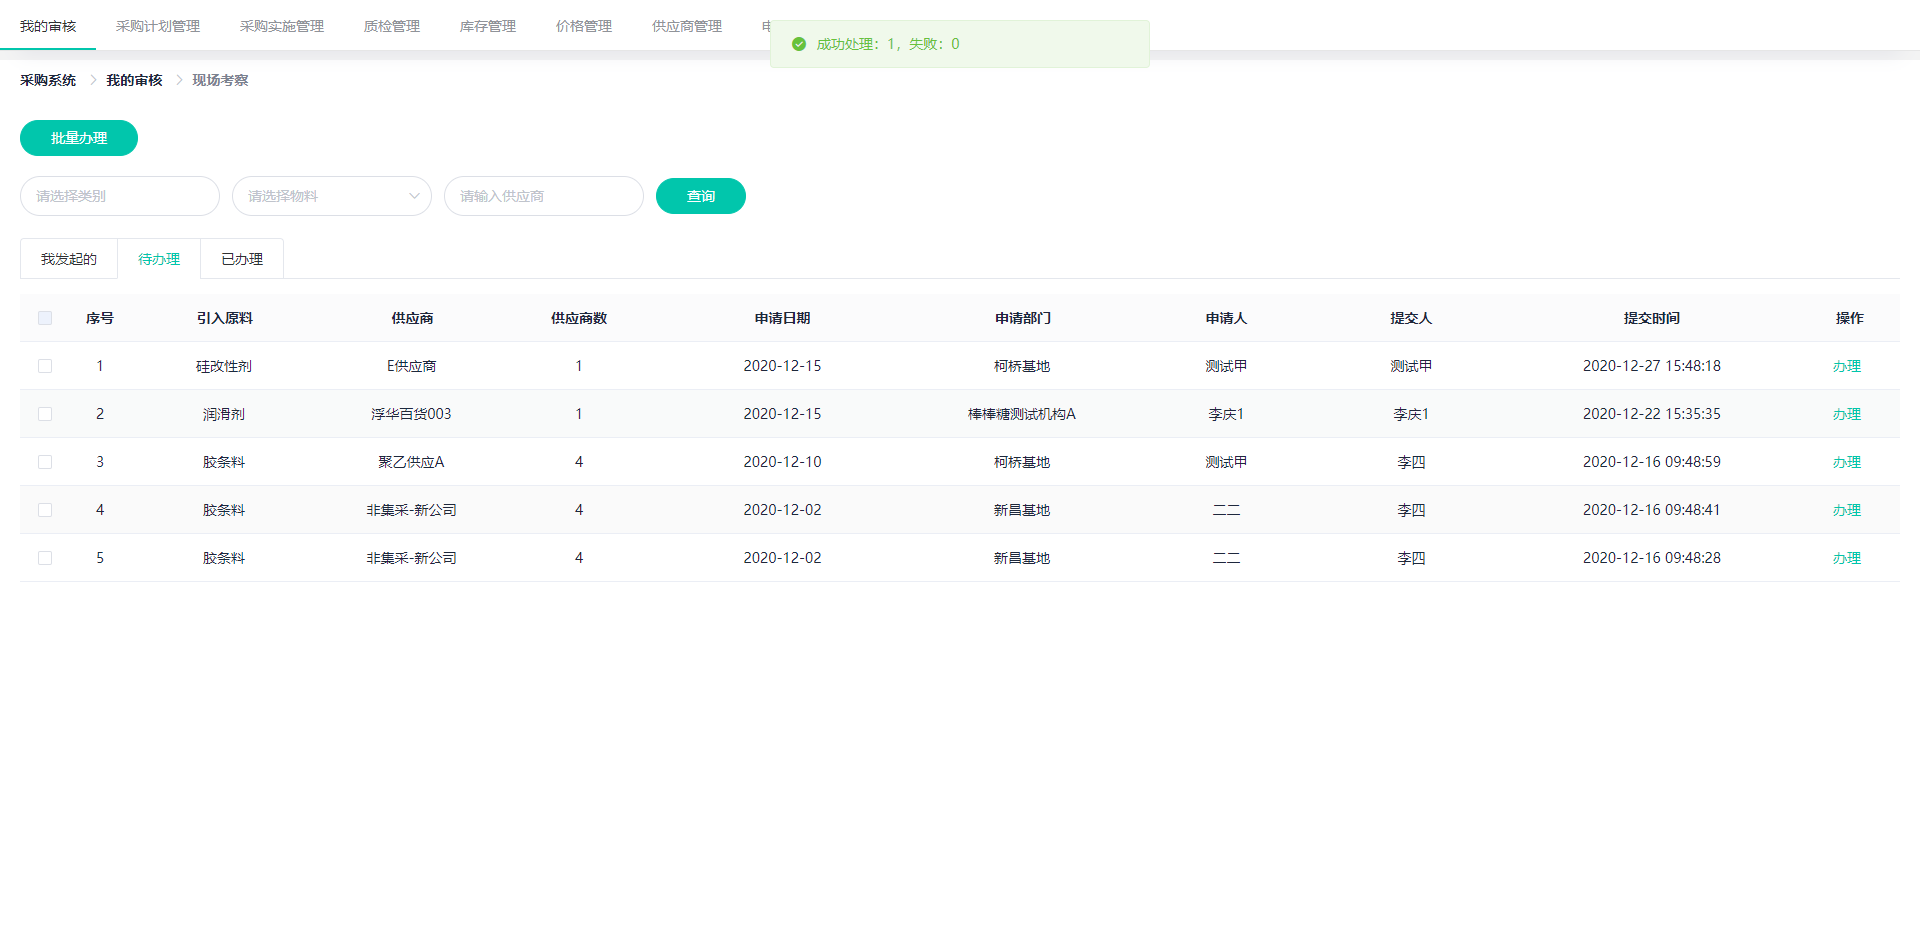 我的审核 采购计划管理 采购实施管理 质检管理 库存管理 价格管理 供应商管理
成功处理：1，失败：0
采购系统 我的审核 现场考察
批量办理
请选择类别 请选择物料 请输入供应商 查询
我发起的 待办理 已办理
序号 引入原料 供应商 供应商数 申请日期 申请部门 申请人 提交人 提交时间 操作
1 硅改性剂 E供应商 1 2020-12-15 柯桥基地 测试甲 测试甲 2020-12-27 15:48:18 办理
2 润滑剂 浮华百货003 1 2020-12-15 棒棒糖测试机构A 李庆1 李庆1 2020-12-22 15:35:35 办理
3 胶条料 聚乙供应A 4 2020-12-10 柯桥基地 测试甲 李四 2020-12-16 09:48:59 办理
4 胶条料 非集采-新公司 4 2020-12-02 新昌基地 二二 李四 2020-12-16 09:48:41 办理
5 胶条料 非集采-新公司 4 2020-12-02 新昌基地 二二 李四 2020-12-16 09:48:28 办理